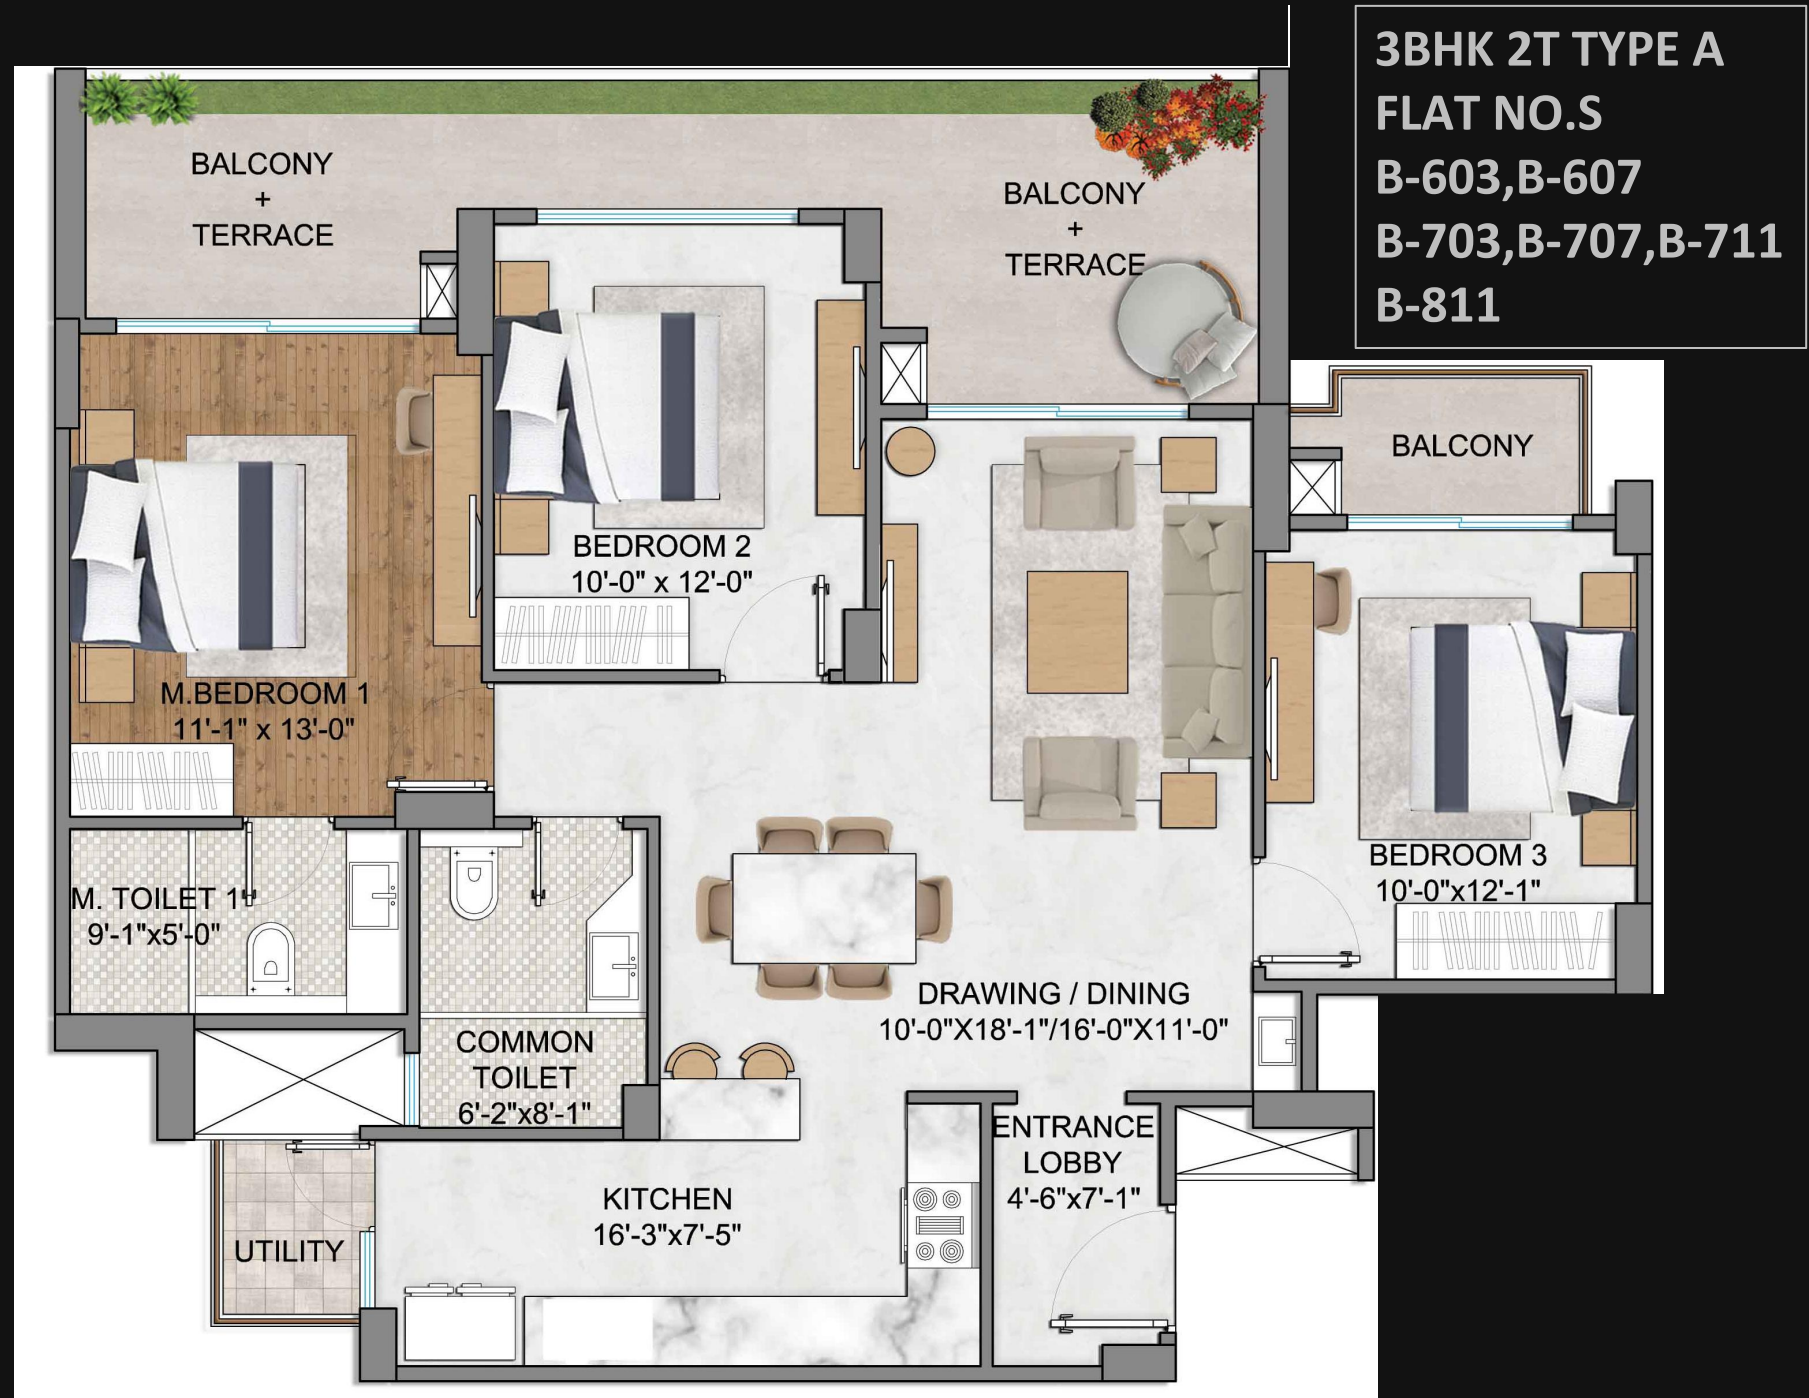 3BHK 2T TYPE A
FLAT NO.S
B-603,B-607
B-703,B-707,B-711
B-811
BALCONY
+
TERRACE
BALCONY
+
TERRACE
BALCONY
BEDROOM 2
10'-0" x 12'-0"
M.BEDROOM 1
11'-1" x 13'-0"
BEDROOM 3
10'-0"x12'-1"
M. TOILET 1
9'-1"x5'-0"
DRAWING / DINING
10'-0"X18'-1"/16'-0"X11'-0"
COMMON
TOILET
6'-2"x8'-1"
ENTRANCE
LOBBY
4'-6"x7'-1"
KITCHEN
16'-3"x7'-5"
UTILITY